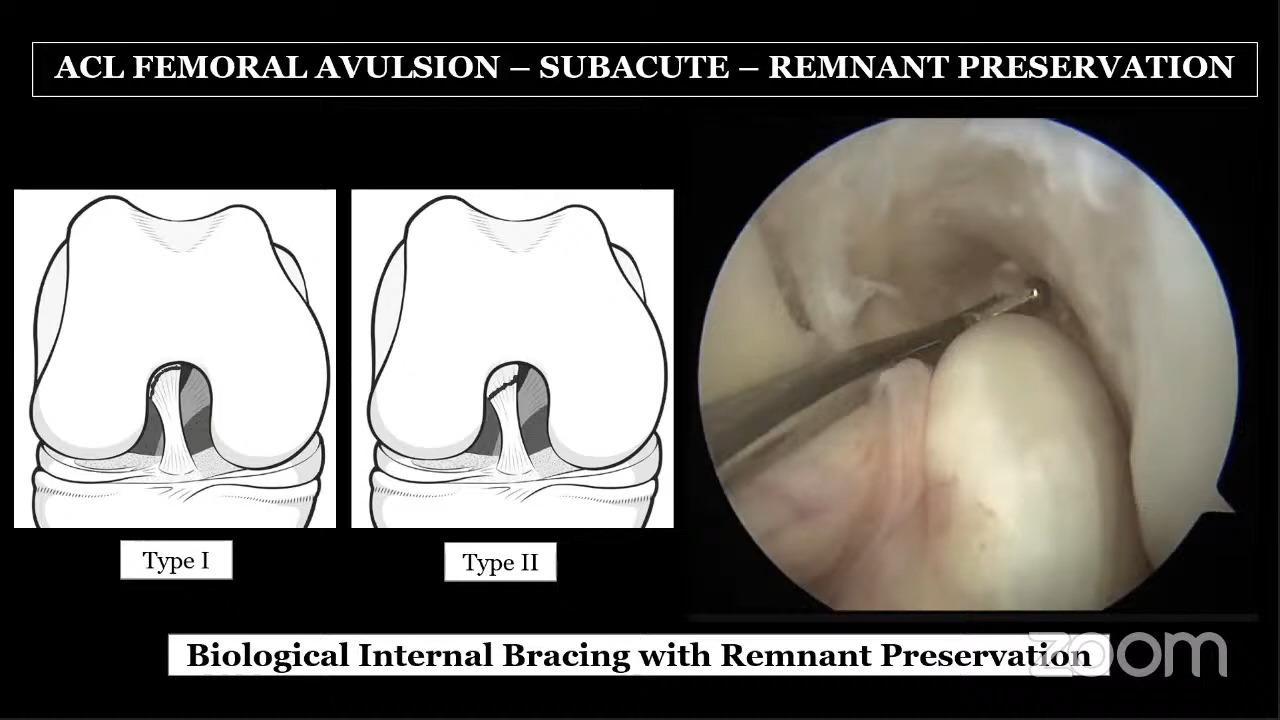 ACL FEMORAL AVULSION – SUBACUTE – REMNANT PRESERVATION
Type I
Type II
Biological Internal Bracing with Remnant Preservation
zoom